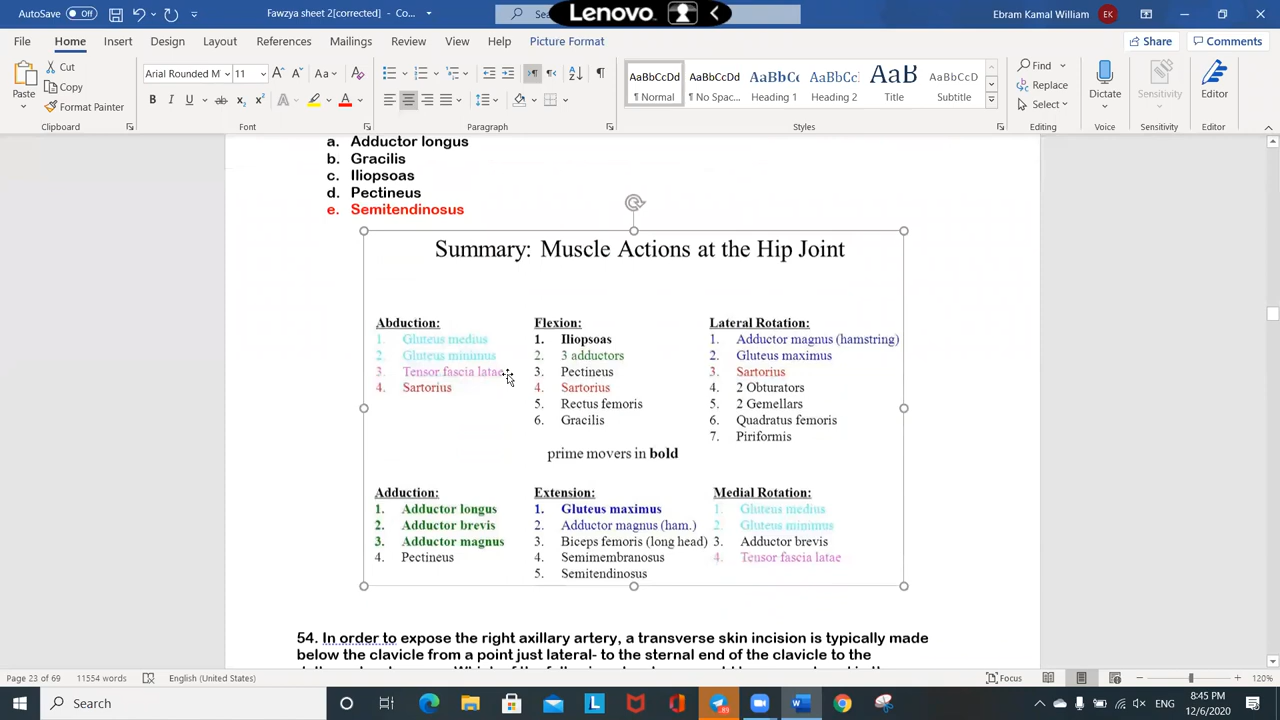 AutoSave Off
Fawzya sheet 2
Search
Lenovo
Ebram Kamal William EK
File Home Insert Draw Design Layout References Mailings Review View Help Picture Format
Share Comments
Paste
Cut
Copy
Format Painter
Clipboard
Arial Rounded M 11
Font
Paragraph
AaBbCcDd AaBbCcDd AaBbCc AaBbCc AaB AaBbCcD
¶ Normal ¶ No Spac... Heading 1 Heading 2 Title Subtitle
Styles
Find
Replace
Select
Editing
Dictate
Voice
Sensitivity
Sensitivity
Editor
Editor
a. Adductor longus
b. Gracilis
c. Iliopsoas
d. Pectineus
e. Semitendinosus
Summary: Muscle Actions at the Hip Joint
Abduction:
1. Gluteus medius
2. Gluteus minimus
3. Tensor fascia latae
4. Sartorius
Flexion:
1. Iliopsoas
2. 3 adductors
3. Pectineus
4. Sartorius
5. Rectus femoris
6. Gracilis
Lateral Rotation:
1. Adductor magnus (hamstring)
2. Gluteus maximus
3. Sartorius
4. 2 Obturators
5. 2 Gemellars
6. Quadratus femoris
7. Piriformis
prime movers in bold
Adduction:
1. Adductor longus
2. Adductor brevis
3. Adductor magnus
4. Pectineus
Extension:
1. Gluteus maximus
2. Adductor magnus (ham.)
3. Biceps femoris (long head)
4. Semimembranosus
5. Semitendinosus
Medial Rotation:
1. Gluteus medius
2. Gluteus minimus
3. Adductor brevis
4. Tensor fascia latae
54. In order to expose the right axillary artery, a transverse skin incision is typically made
below the clavicle from a point just lateral- to the sternal end of the clavicle to the
Page 23 of 69 11554 words English (United States)
Focus
120%
Search
89
8:45 PM
12/6/2020